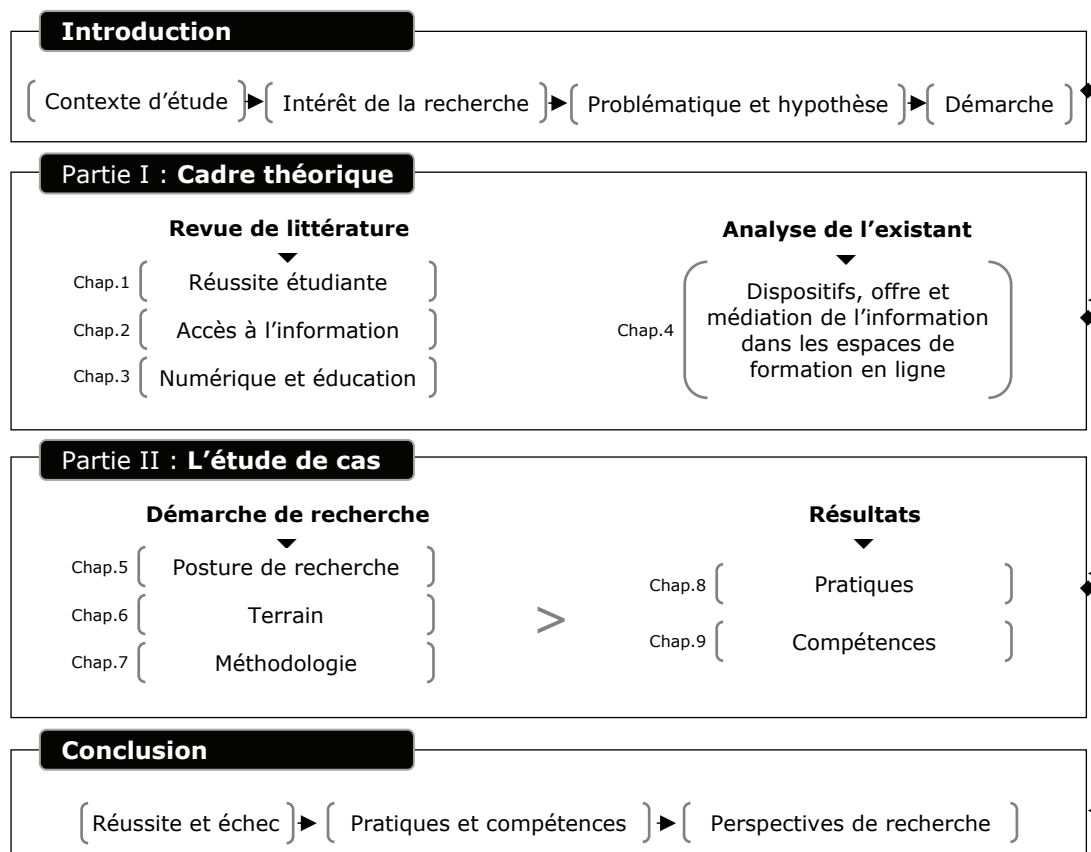 Introduction
Contexte d'étude Intérêt de la recherche Problématique et hypothèse Démarche
Partie I : Cadre théorique
Revue de littérature
Chap.1 Réussite étudiante
Chap.2 Accès à l'information
Chap.3 Numérique et éducation
Analyse de l'existant
Chap.4
Dispositifs, offre et
médiation de l'information
dans les espaces de
formation en ligne
Partie II : L'étude de cas
Démarche de recherche
Chap.5 Posture de recherche
Chap.6 Terrain
Chap.7 Méthodologie
>
Résultats
Chap.8 Pratiques
Chap.9 Compétences
Conclusion
Réussite et échec Pratiques et compétences Perspectives de recherche